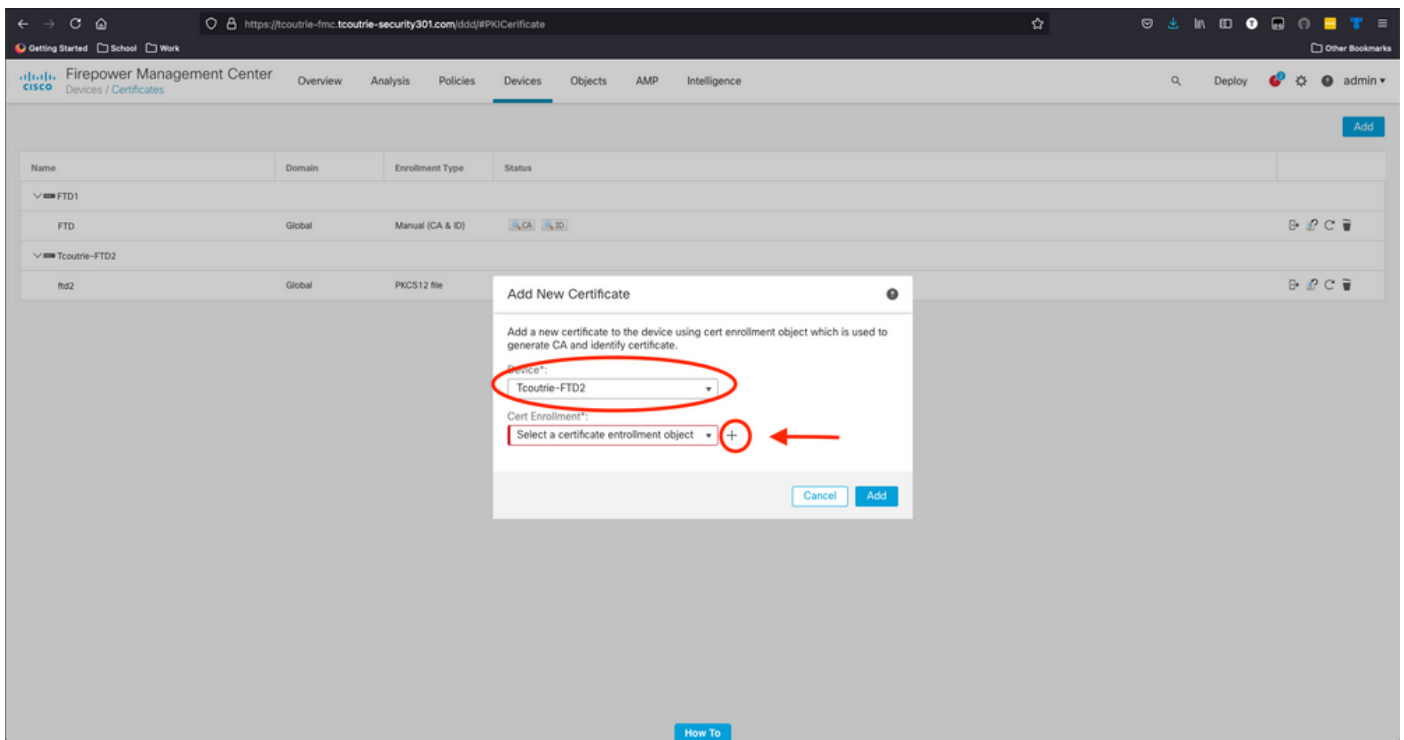 https://tcoutrie-fmc.tcoutrie-security301.com/ddd/#PKICerificate
Getting Started School Work Other Bookmarks
cisco
Firepower Management Center
Devices / Certificates
Overview Analysis Policies Devices Objects AMP Intelligence Deploy admin
Add
Name Domain Enrollment Type Status
FTD1
FTD Global Manual (CA & ID) CA ID
Tcoutrie-FTD2
ftd2 Global PKCS12 file
Add New Certificate
Add a new certificate to the device using cert enrollment object which is used to
generate CA and identify certificate.
Device*:
Tcoutrie-FTD2
Cert Enrollment*:
Select a certificate entrollment object +
Cancel Add
How To